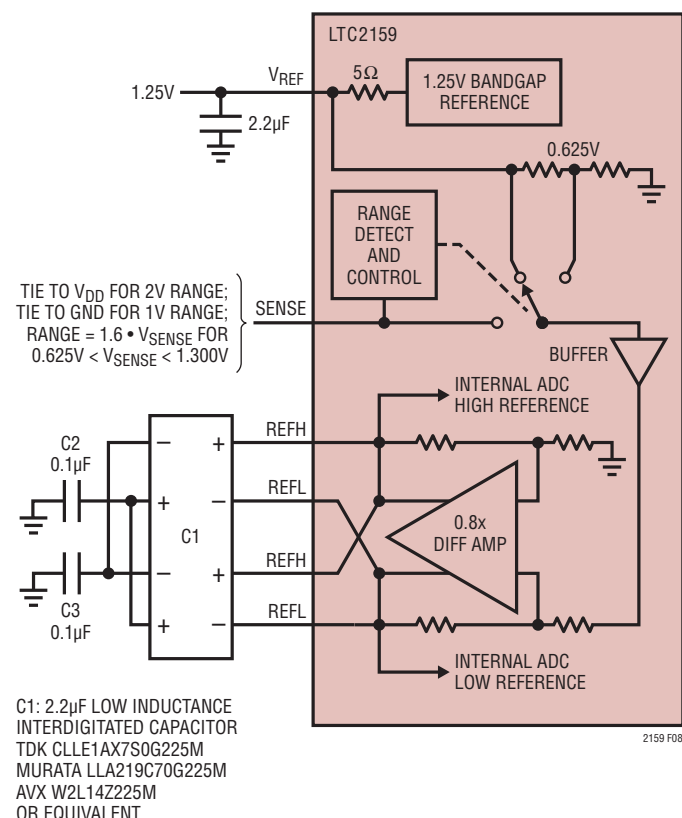 LTC2159
VREF
5Ω
1.25V BANDGAP
REFERENCE
1.25V
2.2µF
0.625V
RANGE
DETECT
AND
CONTROL
TIE TO VDD FOR 2V RANGE;
TIE TO GND FOR 1V RANGE;
RANGE = 1.6 • VSENSE FOR
0.625V < VSENSE < 1.300V
SENSE
BUFFER
INTERNAL ADC
HIGH REFERENCE
REFH
REFL
REFH
REFL
C2
0.1µF
C3
0.1µF
C1
–
+
+
–
–
+
+
–
0.8x
DIFF AMP
INTERNAL ADC
LOW REFERENCE
C1: 2.2µF LOW INDUCTANCE
INTERDIGITATED CAPACITOR
TDK CLLE1AX7S0G225M
MURATA LLA219C70G225M
AVX W2L14Z225M
OR EQUIVALENT
2159 F08